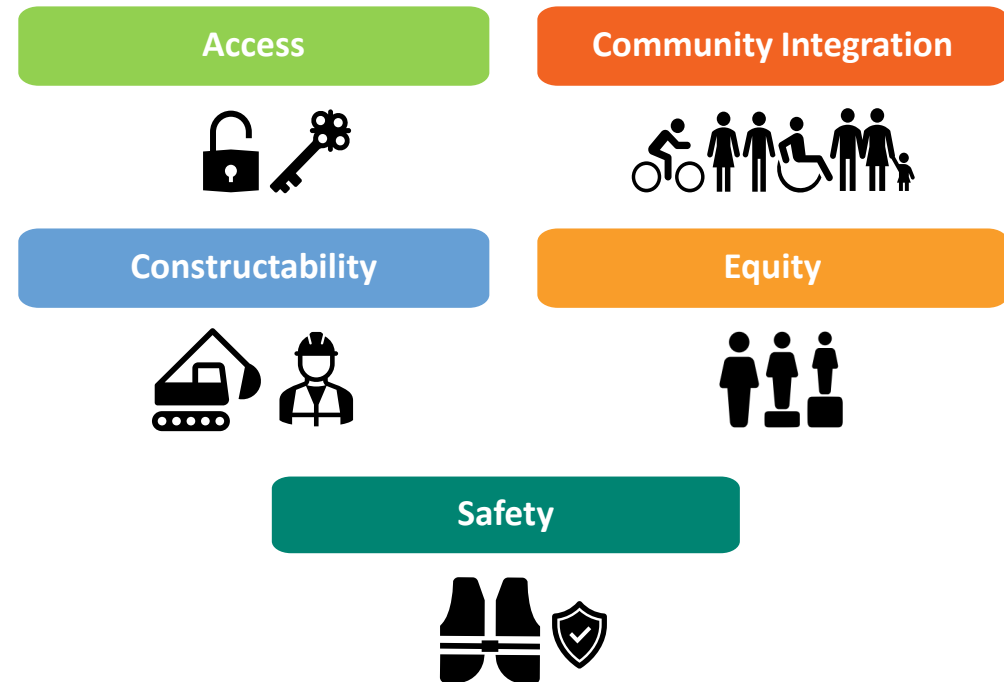 Access
Community Integration
Constructability
Equity
Safety